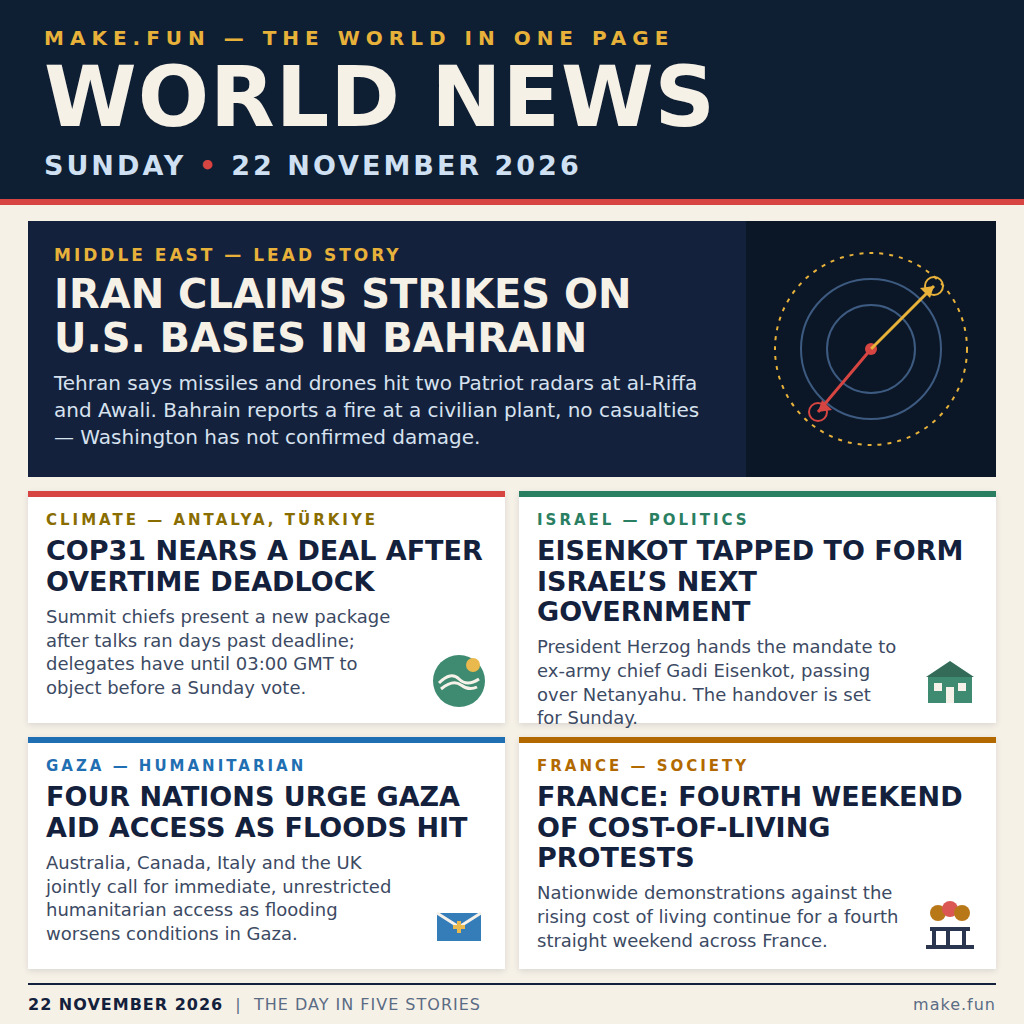 MAKE.FUN — THE WORLD IN ONE PAGE
WORLD NEWS
SUNDAY • 22 NOVEMBER 2026
MIDDLE EAST — LEAD STORY
IRAN CLAIMS STRIKES ON
U.S. BASES IN BAHRAIN
Tehran says missiles and drones hit two Patriot radars at al-Riffa
and Awali. Bahrain reports a fire at a civilian plant, no casualties
— Washington has not confirmed damage.
CLIMATE — ANTALYA, TÜRKIYE
COP31 NEARS A DEAL AFTER
OVERTIME DEADLOCK
Summit chiefs present a new package
after talks ran days past deadline;
delegates have until 03:00 GMT to
object before a Sunday vote.
ISRAEL — POLITICS
EISENKOT TAPPED TO FORM
ISRAEL’S NEXT
GOVERNMENT
President Herzog hands the mandate to
ex-army chief Gadi Eisenkot, passing
over Netanyahu. The handover is set
for Sunday.
GAZA — HUMANITARIAN
FOUR NATIONS URGE GAZA
AID ACCESS AS FLOODS HIT
Australia, Canada, Italy and the UK
jointly call for immediate, unrestricted
humanitarian access as flooding
worsens conditions in Gaza.
FRANCE — SOCIETY
FRANCE: FOURTH WEEKEND
OF COST-OF-LIVING
PROTESTS
Nationwide demonstrations against the
rising cost of living continue for a fourth
straight weekend across France.
22 NOVEMBER 2026 | THE DAY IN FIVE STORIES
make.fun